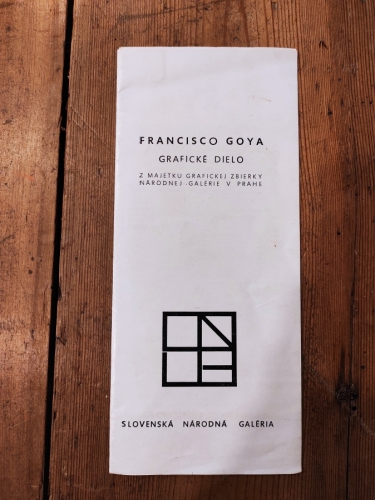 FRANCISCO GOYA
GRAFICKÉ DIELO
Z MAJETKU GRAFICKEJ ZBIERKY
NÁRODNEJ GALÉRIE V PRAHE
SLOVENSKÁ NÁRODNÁ GALÉRIA